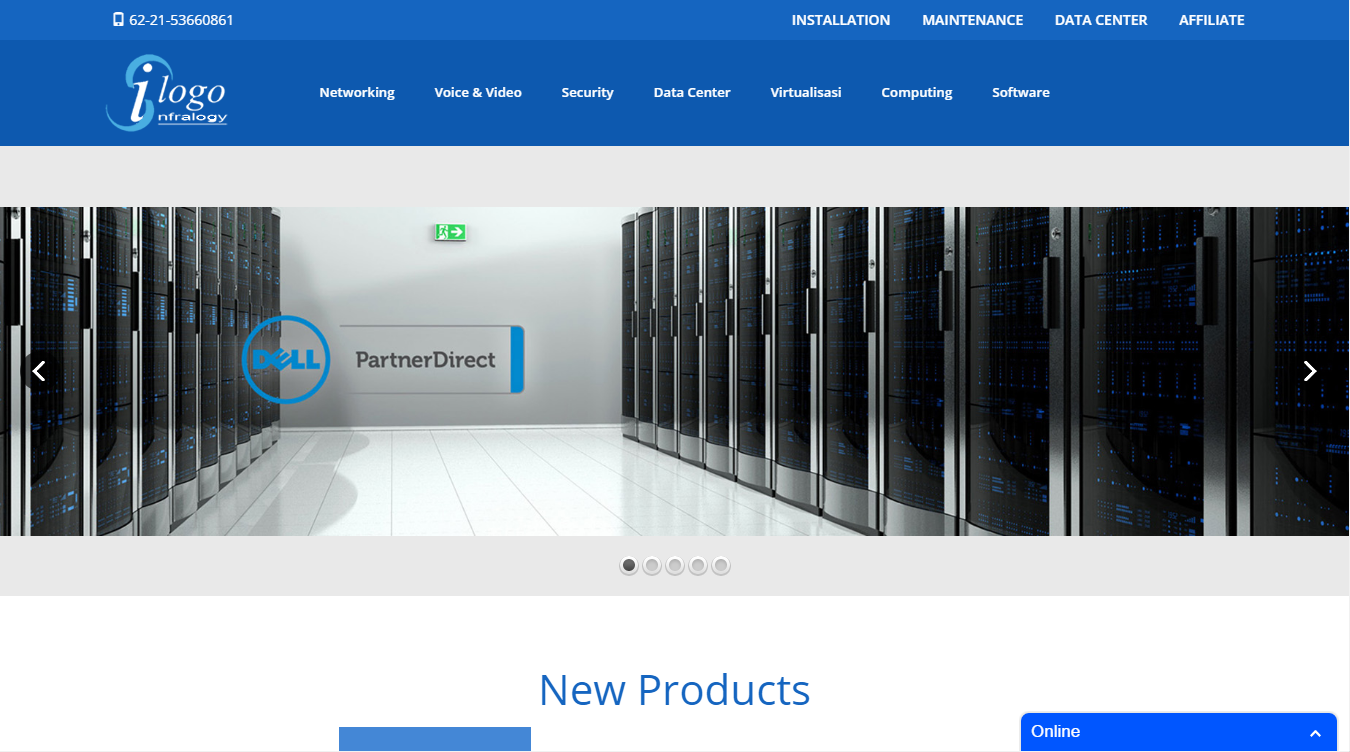 62-21-53660861
INSTALLATION MAINTENANCE DATA CENTER AFFILIATE
ilogo
nfralogy
Networking Voice & Video Security Data Center Virtualisasi Computing Software
DELL PartnerDirect
New Products
Online